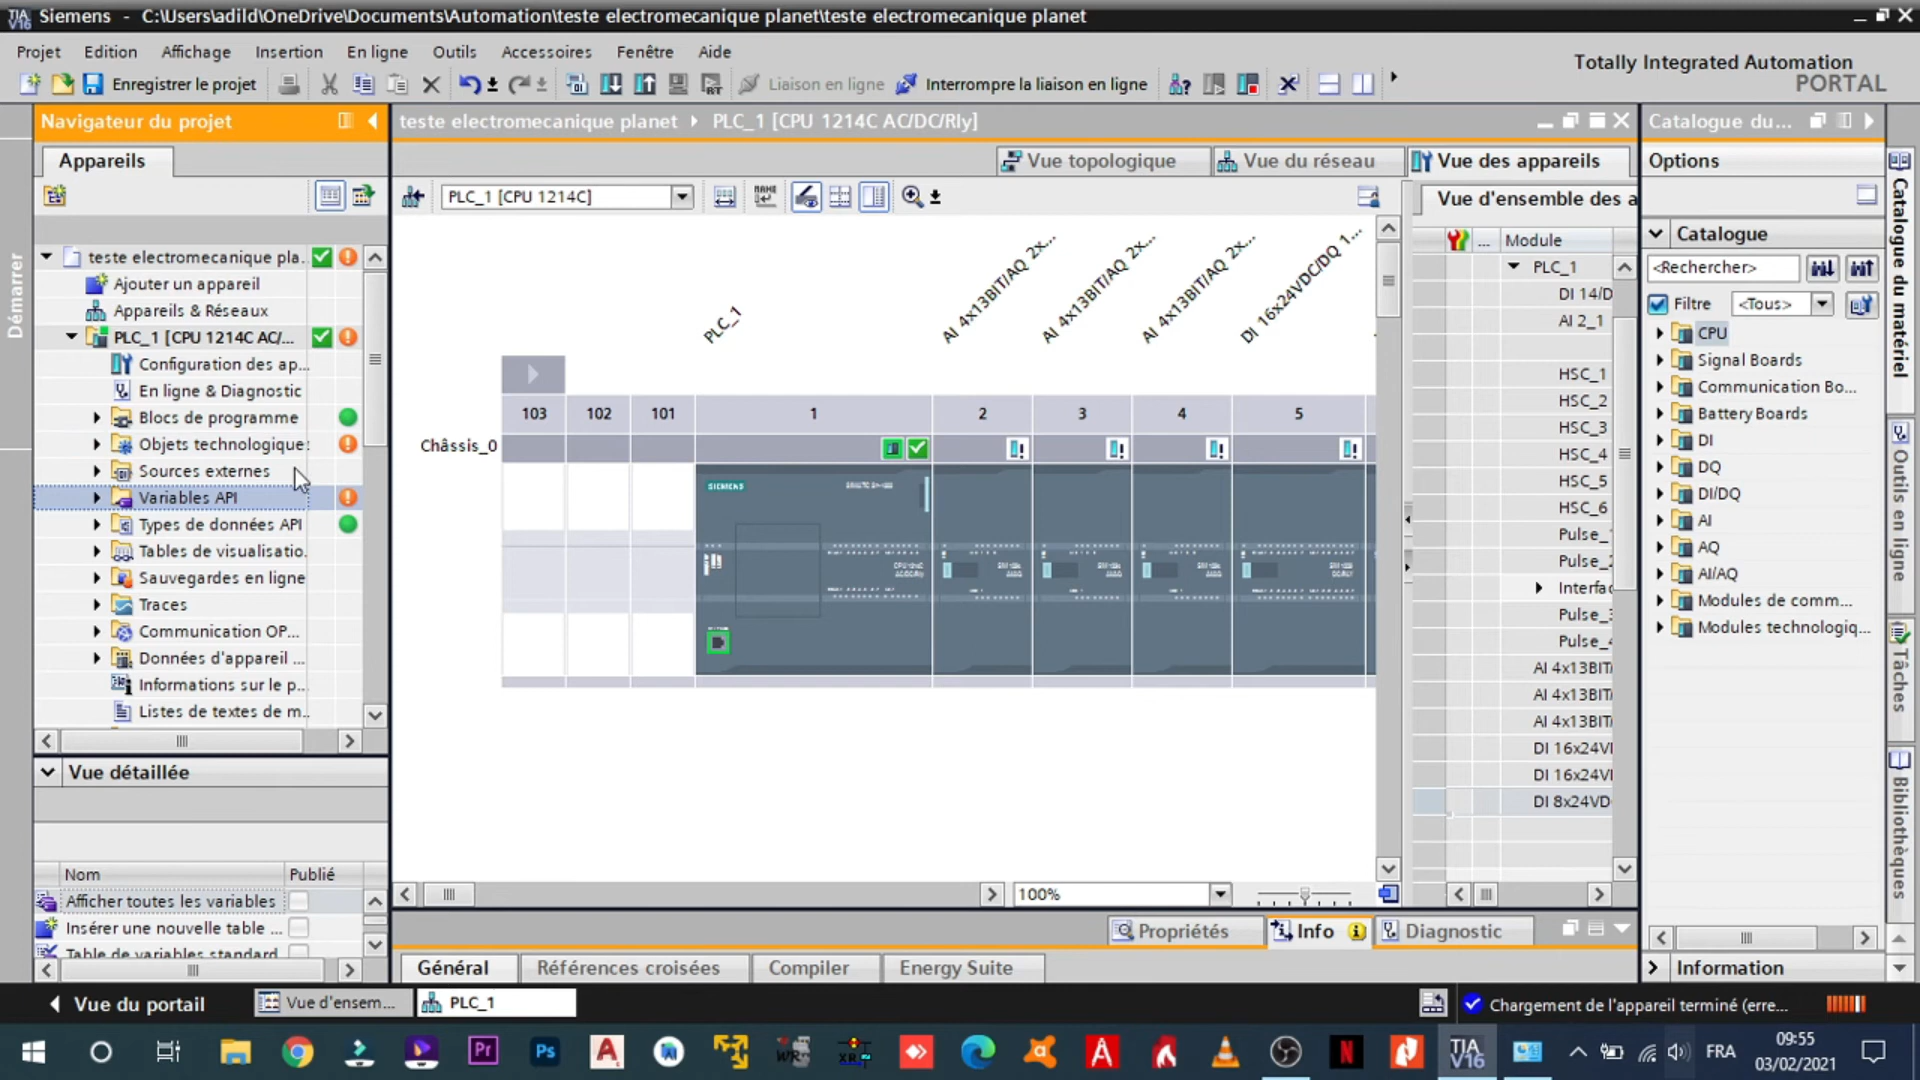 Siemens - C:\Users\adild\OneDrive\Documents\Automation\teste electromecanique planet\teste electromecanique planet
Projet Edition Affichage Insertion En ligne Outils Accessoires Fenêtre Aide
Totally Integrated Automation
PORTAL
Enregistrer le projet
Liaison en ligne
Interrompre la liaison en ligne
Navigateur du projet
teste electromecanique planet
PLC_1 [CPU 1214C AC/DC/Rly]
Catalogue du...
Appareils
Vue topologique
Vue du réseau
Vue des appareils
Options
PLC_1 [CPU 1214C]
Vue d'ensemble des a
Démarrer
teste electromecanique pla...
Ajouter un appareil
Appareils & Réseaux
PLC_1 [CPU 1214C AC/...
Configuration des ap...
En ligne & Diagnostic
Blocs de programme
Objets technologique
Sources externes
Variables API
Types de données API
Tables de visualisatio...
Sauvegardes en ligne
Traces
Communication OP...
Données d'appareil ...
Informations sur le p...
Listes de textes de m...
Vue détaillée
Nom Publié
Afficher toutes les variables
Insérer une nouvelle table ...
Table de variables standard
PLC_1
AI 4x13BIT/AQ 2x...
AI 4x13BIT/AQ 2x...
AI 4x13BIT/AQ 2x...
DI 16x24VDC/DQ 1...
103 102 101 1 2 3 4 5
Châssis_0
SIEMENS
100%
... Module
PLC_1
DI 14/D
AI 2_1
HSC_1
HSC_2
HSC_3
HSC_4
HSC_5
HSC_6
Pulse_1
Pulse_2
Interfac
Pulse_3
Pulse_4
AI 4x13BIT/
AI 4x13BIT/
AI 4x13BIT/
DI 16x24VI
DI 16x24VI
DI 8x24VD
Catalogue
<Rechercher>
Filtre <Tous>
CPU
Signal Boards
Communication Bo...
Battery Boards
DI
DQ
DI/DQ
AI
AQ
AI/AQ
Modules de comm...
Modules technologiq...
Information
Catalogue du matériel
Outils en ligne
Tâches
Bibliothèques
Propriétés
Info
Diagnostic
Général
Références croisées
Compiler
Energy Suite
Vue du portail
Vue d'ensem...
PLC_1
Chargement de l'appareil terminé (erre...
Pr
Ps
TIA
V16
FRA
09:55
03/02/2021